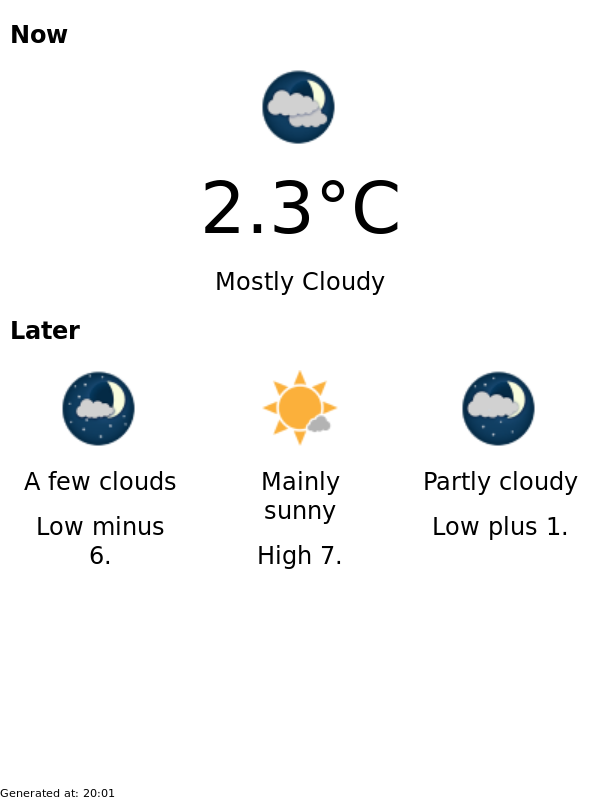 Now
2.3°C
Mostly Cloudy
Later
A few clouds
Low minus
6.
Mainly
sunny
High 7.
Partly cloudy
Low plus 1.
Generated at: 20:01